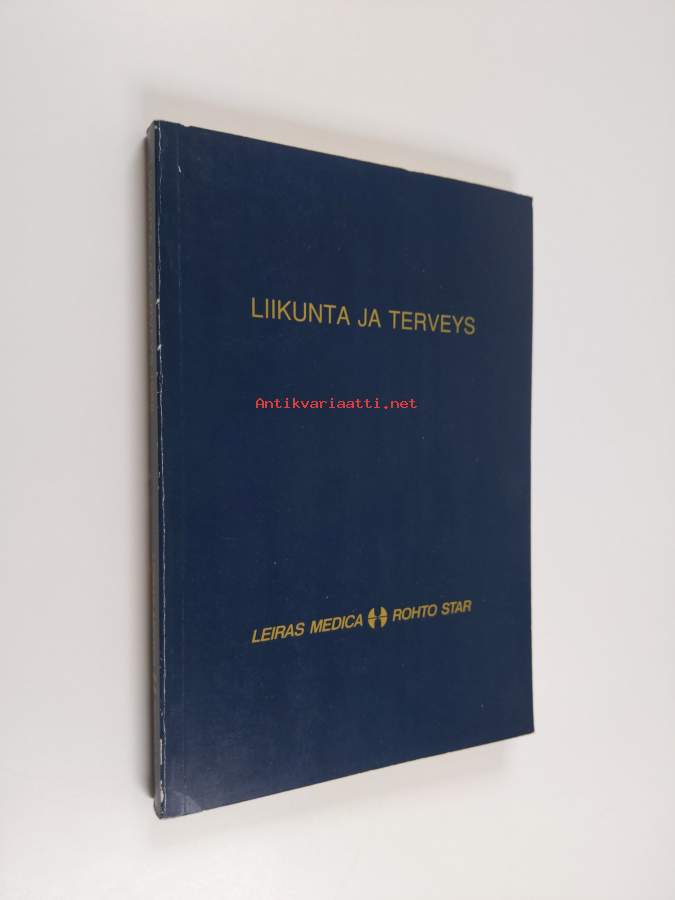 LIIKUNTA JA TERVEYS
Antikvariaatti.net
LEIRAS MEDICA ROHTO STAR